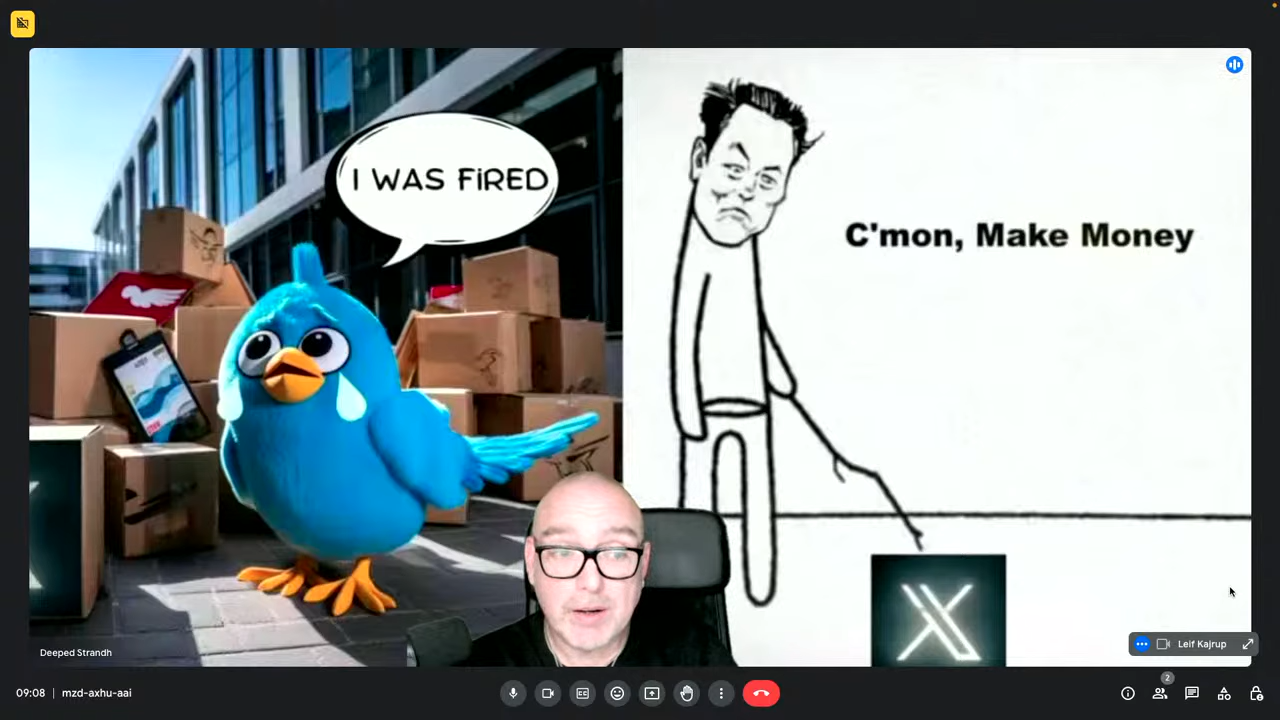 I WAS FiRED
C'mon, Make Money
Deeped Strandh
Leif Kajrup
2
09:08 | mzd-axhu-aai